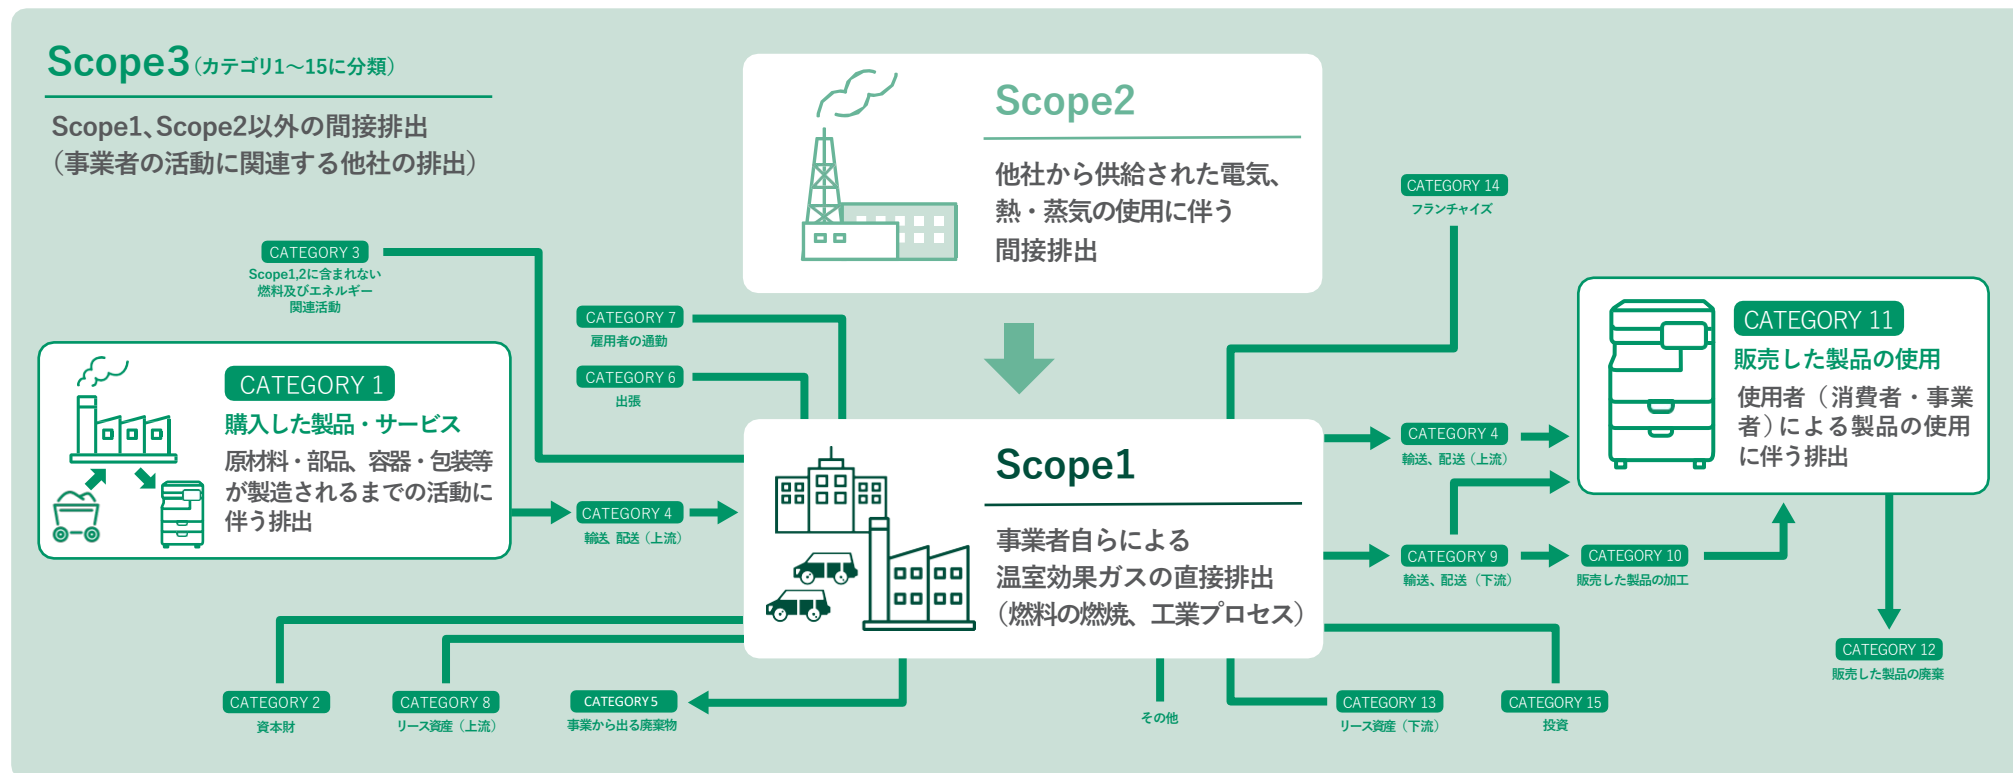 Scope3(カテゴリ1〜15に分類)
Scope1、Scope2以外の間接排出
(事業者の活動に関連する他社の排出)
Scope2
他社から供給された電気、
熱・蒸気の使用に伴う
間接排出
CATEGORY 3
Scope1,2に含まれない
燃料及びエネルギー
関連活動
CATEGORY 7
雇用者の通勤
CATEGORY 6
出張
CATEGORY 14
フランチャイズ
CATEGORY 1
購入した製品・サービス
原材料・部品、容器・包装等
が製造されるまでの活動に
伴う排出
CATEGORY 4
輸送、配送(上流)
Scope1
事業者自らによる
温室効果ガスの直接排出
(燃料の燃焼、工業プロセス)
CATEGORY 4
輸送、配送(上流)
CATEGORY 9
輸送、配送(下流)
CATEGORY 10
販売した製品の加工
CATEGORY 11
販売した製品の使用
使用者(消費者・事業
者)による製品の使用
に伴う排出
CATEGORY 12
販売した製品の廃棄
CATEGORY 2
資本財
CATEGORY 8
リース資産(上流)
CATEGORY 5
事業から出る廃棄物
その他
CATEGORY 13
リース資産(下流)
CATEGORY 15
投資